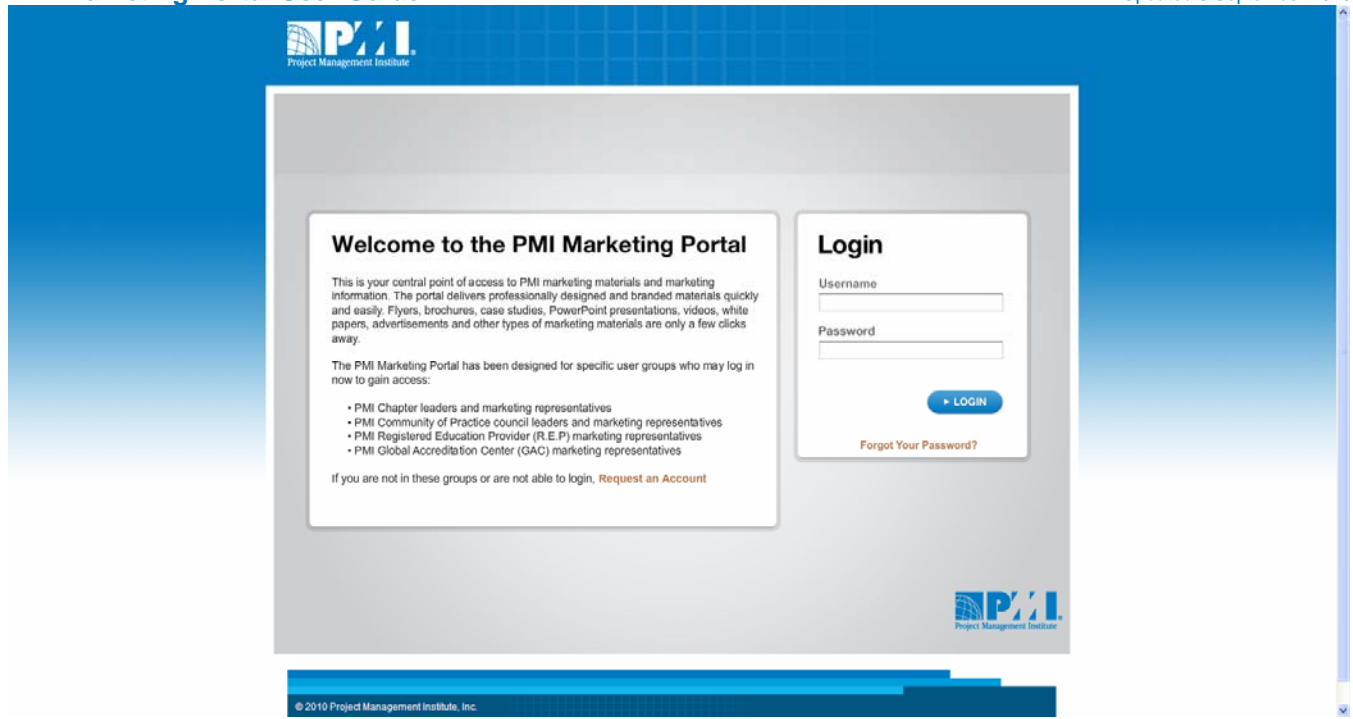 PMI.
Project Management Institute
Welcome to the PMI Marketing Portal
This is your central point of access to PMI marketing materials and marketing
information. The portal delivers professionally designed and branded materials quickly
and easily. Flyers, brochures, case studies, PowerPoint presentations, videos, white
papers, advertisements and other types of marketing materials are only a few clicks
away.
The PMI Marketing Portal has been designed for specific user groups who may log in
now to gain access:
• PMI Chapter leaders and marketing representatives
• PMI Community of Practice council leaders and marketing representatives
• PMI Registered Education Provider (R.E.P) marketing representatives
• PMI Global Accreditation Center (GAC) marketing representatives
If you are not in these groups or are not able to login, Request an Account
Login
Username
Password
LOGIN
Forgot Your Password?
PMI.
Project Management Institute
© 2010 Project Management Institute, Inc.